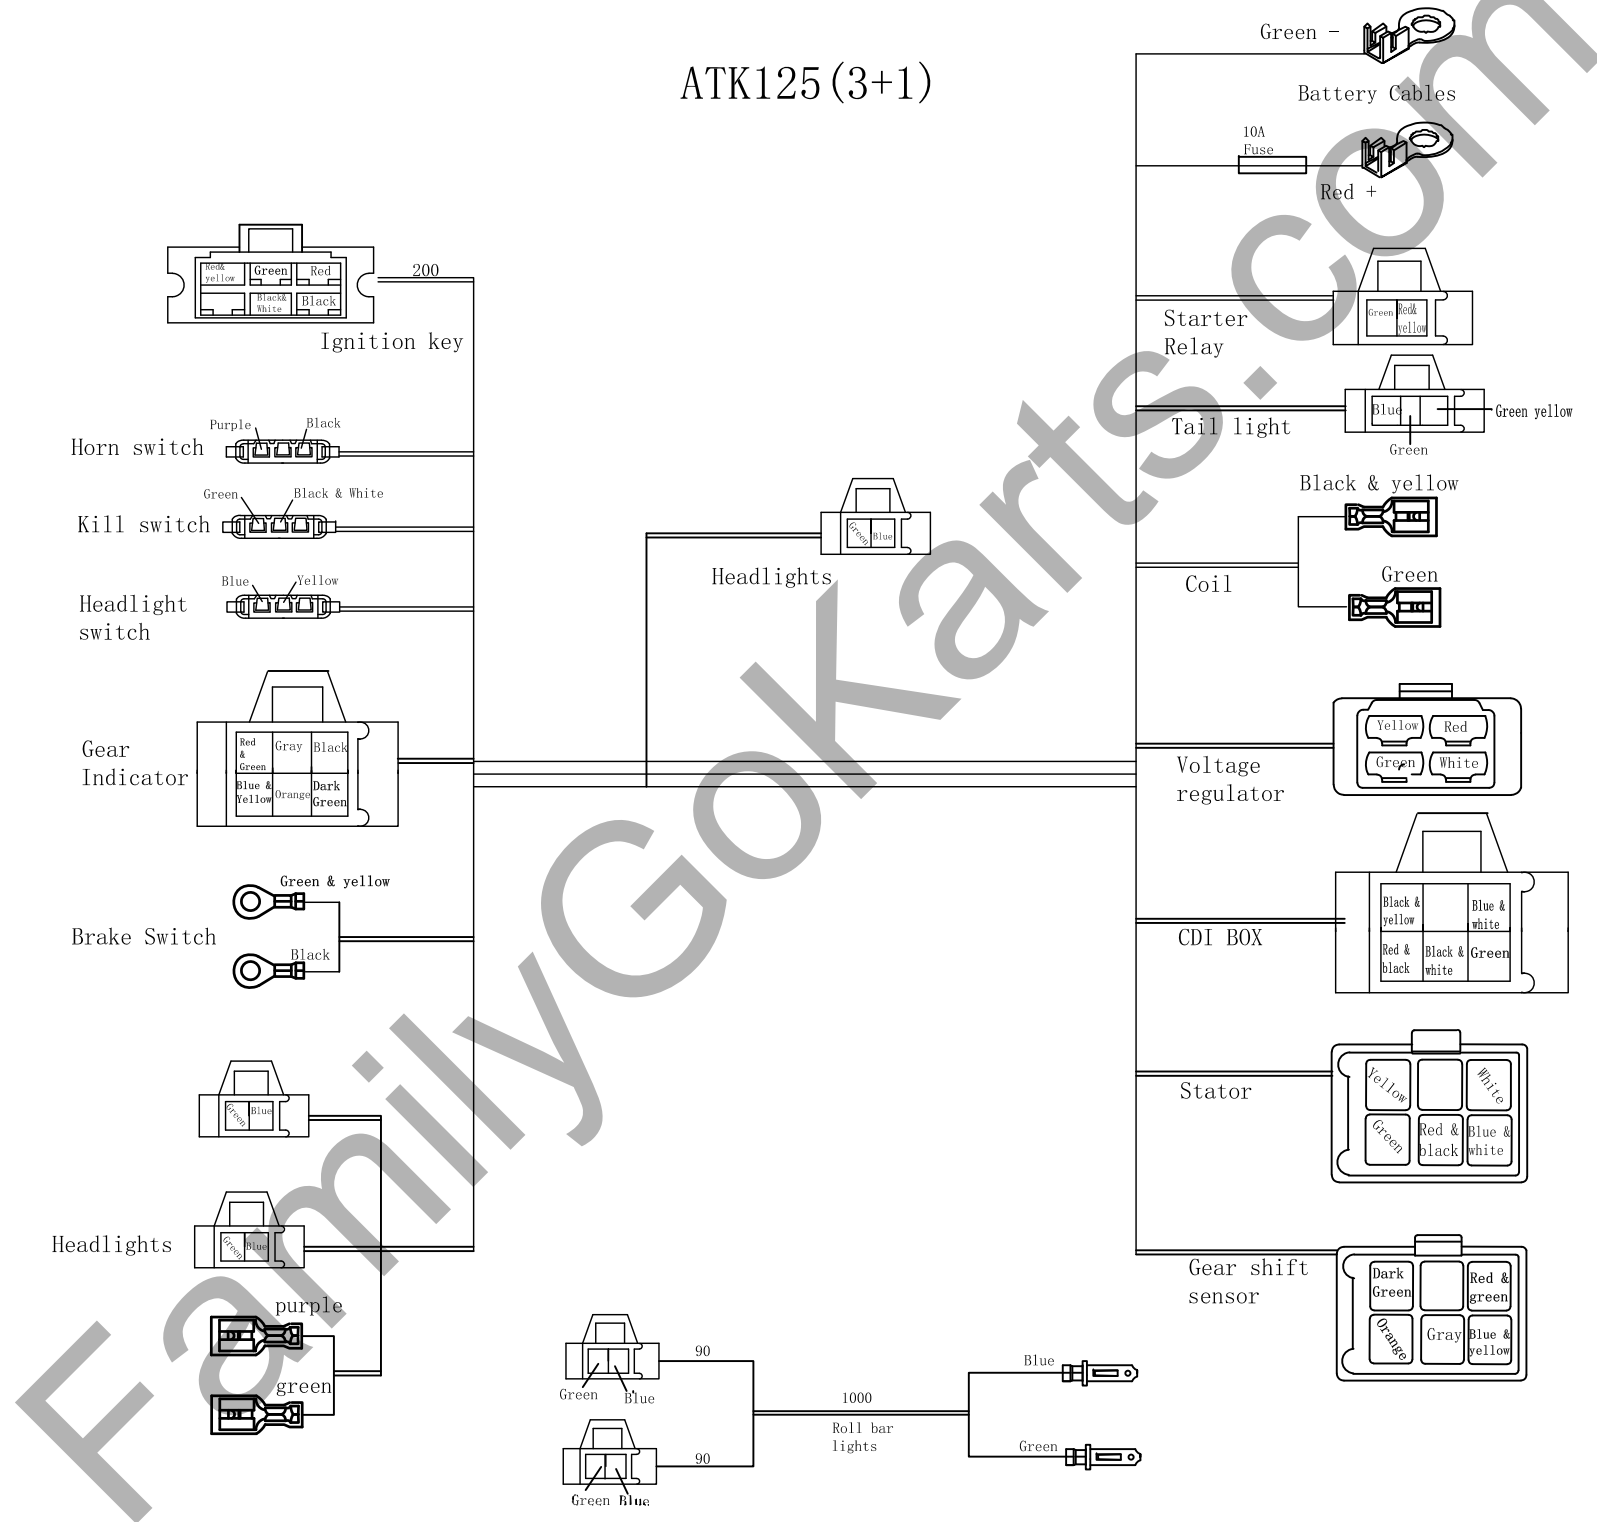 ATK125(3+1)
Green -
Battery Cables
10A
Fuse
Red +
Red&
yellow
Green
Red
Black&
White
Black
200
Ignition key
Starter
Relay
Green
Red&
yellow
Blue
Green yellow
Tail light
Green
Horn switch
Purple
Black
Kill switch
Green
Black & White
Headlight
switch
Blue
Yellow
Green
Blue
Headlights
Black & yellow
Coil
Green
Gear
Indicator
Red
&
Green
Gray
Black
Blue &
Yellow
Orange
Dark
Green
Voltage
regulator
Yellow
Red
Green
White
Brake Switch
Green & yellow
Black
CDI BOX
Black &
yellow
Blue &
white
Red &
black
Black &
white
Green
Green
Blue
Headlights
Green
Blue
purple
green
Stator
Yellow
White
Green
Red &
black
Blue &
white
Gear shift
sensor
Dark
Green
Red &
green
Orange
Gray
Blue &
yellow
Green
Blue
90
Green
Blue
90
1000
Roll bar
lights
Blue
Green
FamilyGoKarts.com